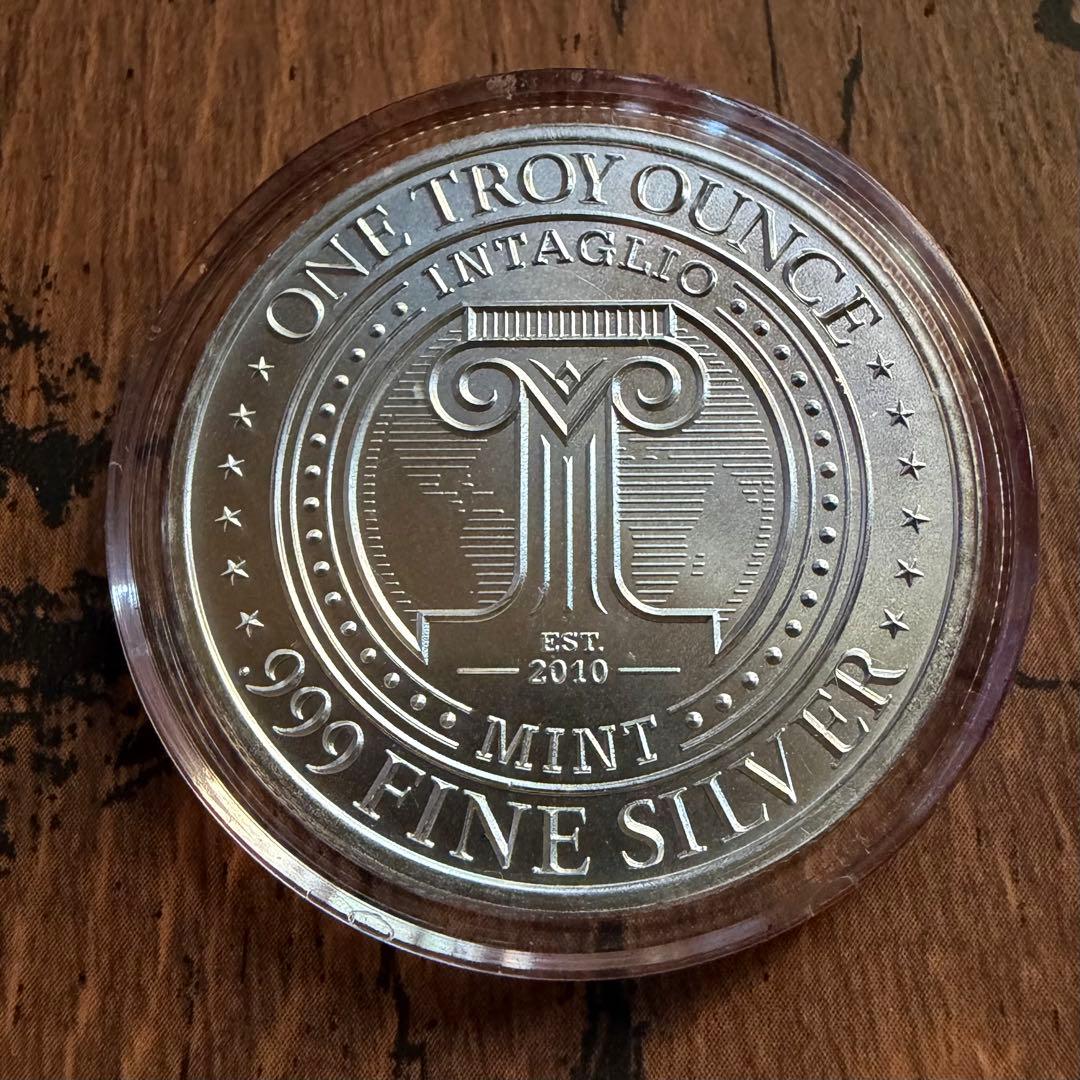 ONE TROY OUNCE
INTAGLIO
EST.
2010
MINT
.999 FINE SILVER